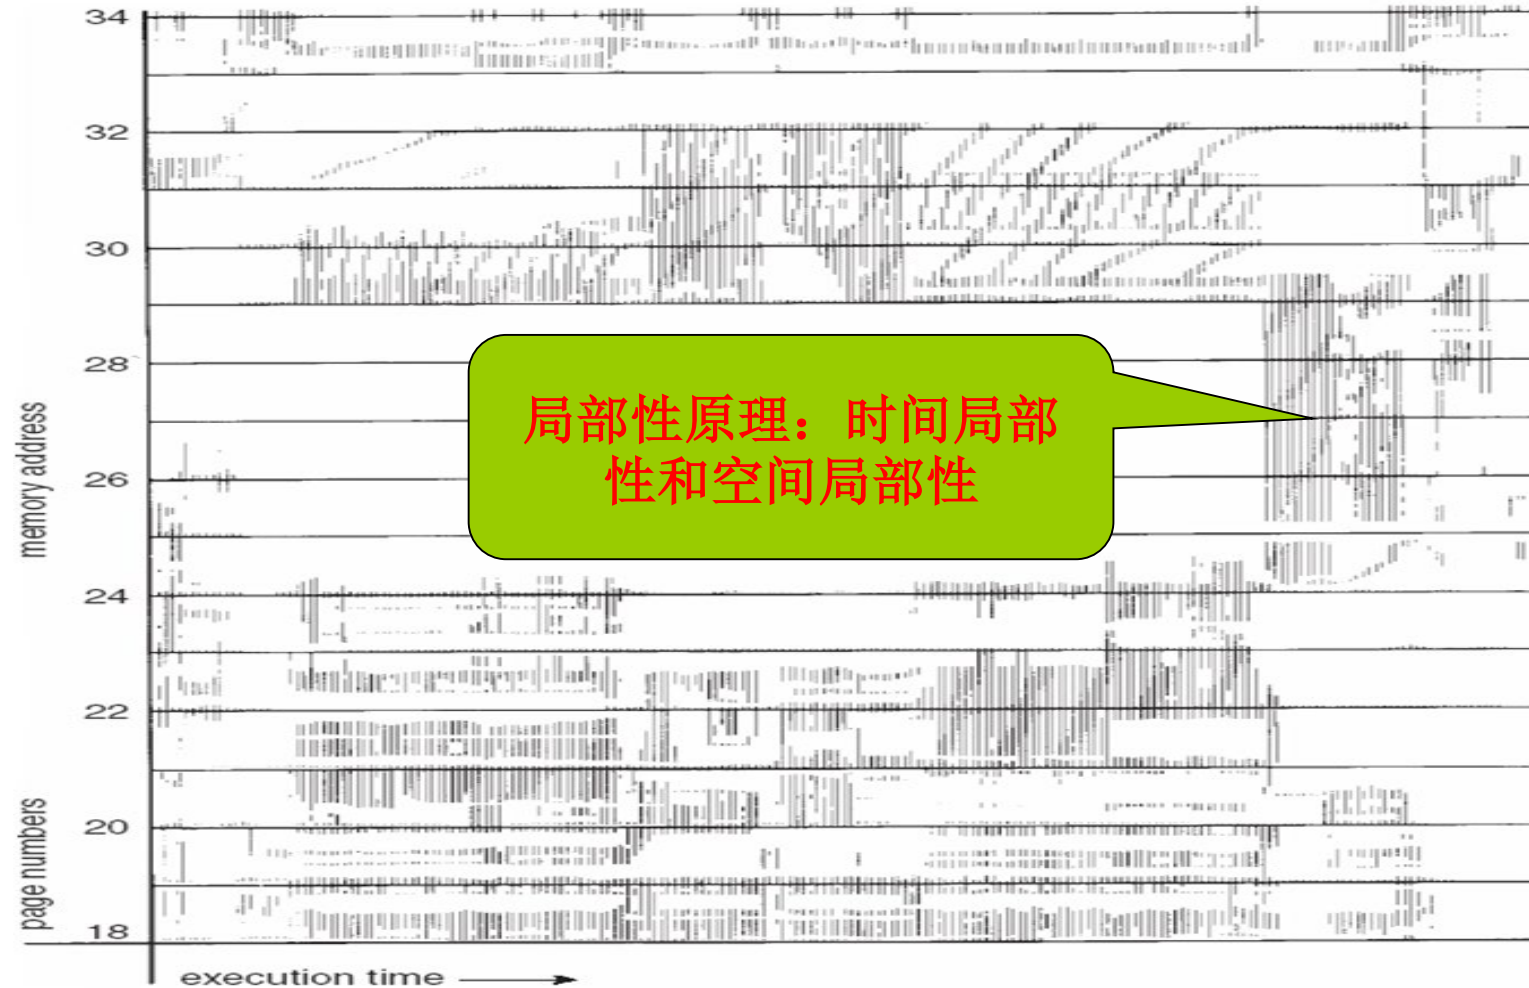 34
32
30
28
局部性原理：时间局部
性和空间局部性
memory address
26
24
22
page numbers
20
18
execution time